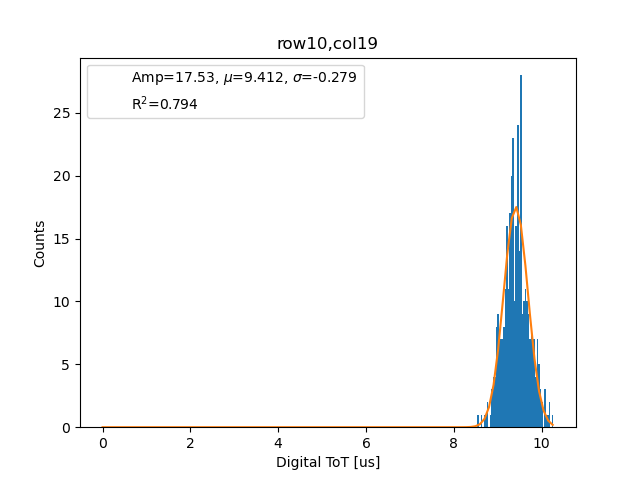 row10,col19
Amp=17.53, μ=9.412, σ=-0.279
R²=0.794
25
20
15
10
5
0
Counts
0 2 4 6 8 10
Digital ToT [us]